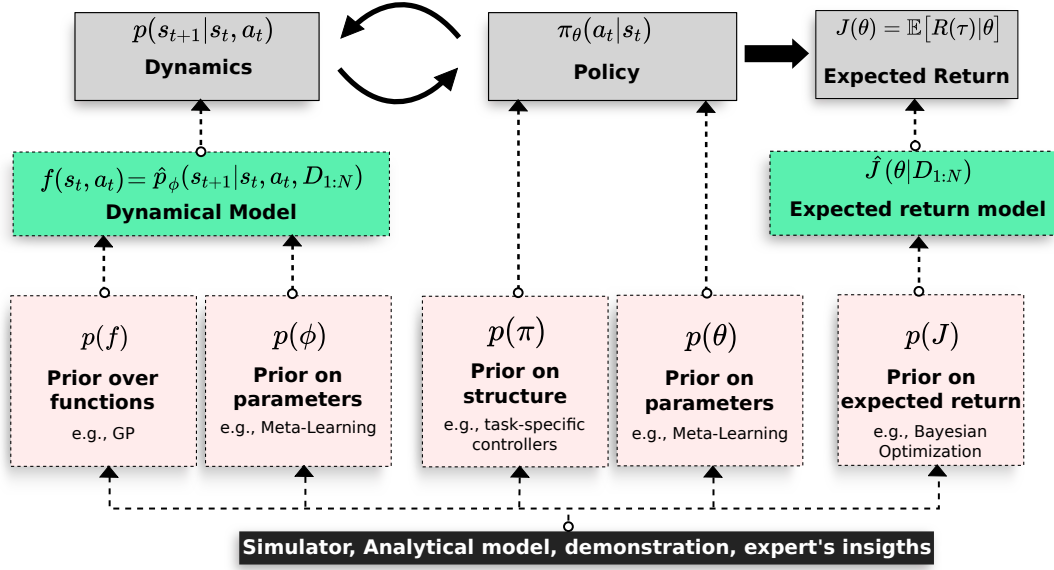 p(s_{t+1}|s_t, a_t)
Dynamics
π_θ(a_t|s_t)
Policy
J(θ) = 𝔼[R(τ)|θ]
Expected Return
f(s_t, a_t) = p̂_ϕ(s_{t+1}|s_t, a_t, D_{1:N})
Dynamical Model
Ĵ(θ|D_{1:N})
Expected return model
p(f)
Prior over
functions
e.g., GP
p(ϕ)
Prior on
parameters
e.g., Meta-Learning
p(π)
Prior on
structure
e.g., task-specific
controllers
p(θ)
Prior on
parameters
e.g., Meta-Learning
p(J)
Prior on
expected return
e.g., Bayesian
Optimization
Simulator, Analytical model, demonstration, expert's insigths